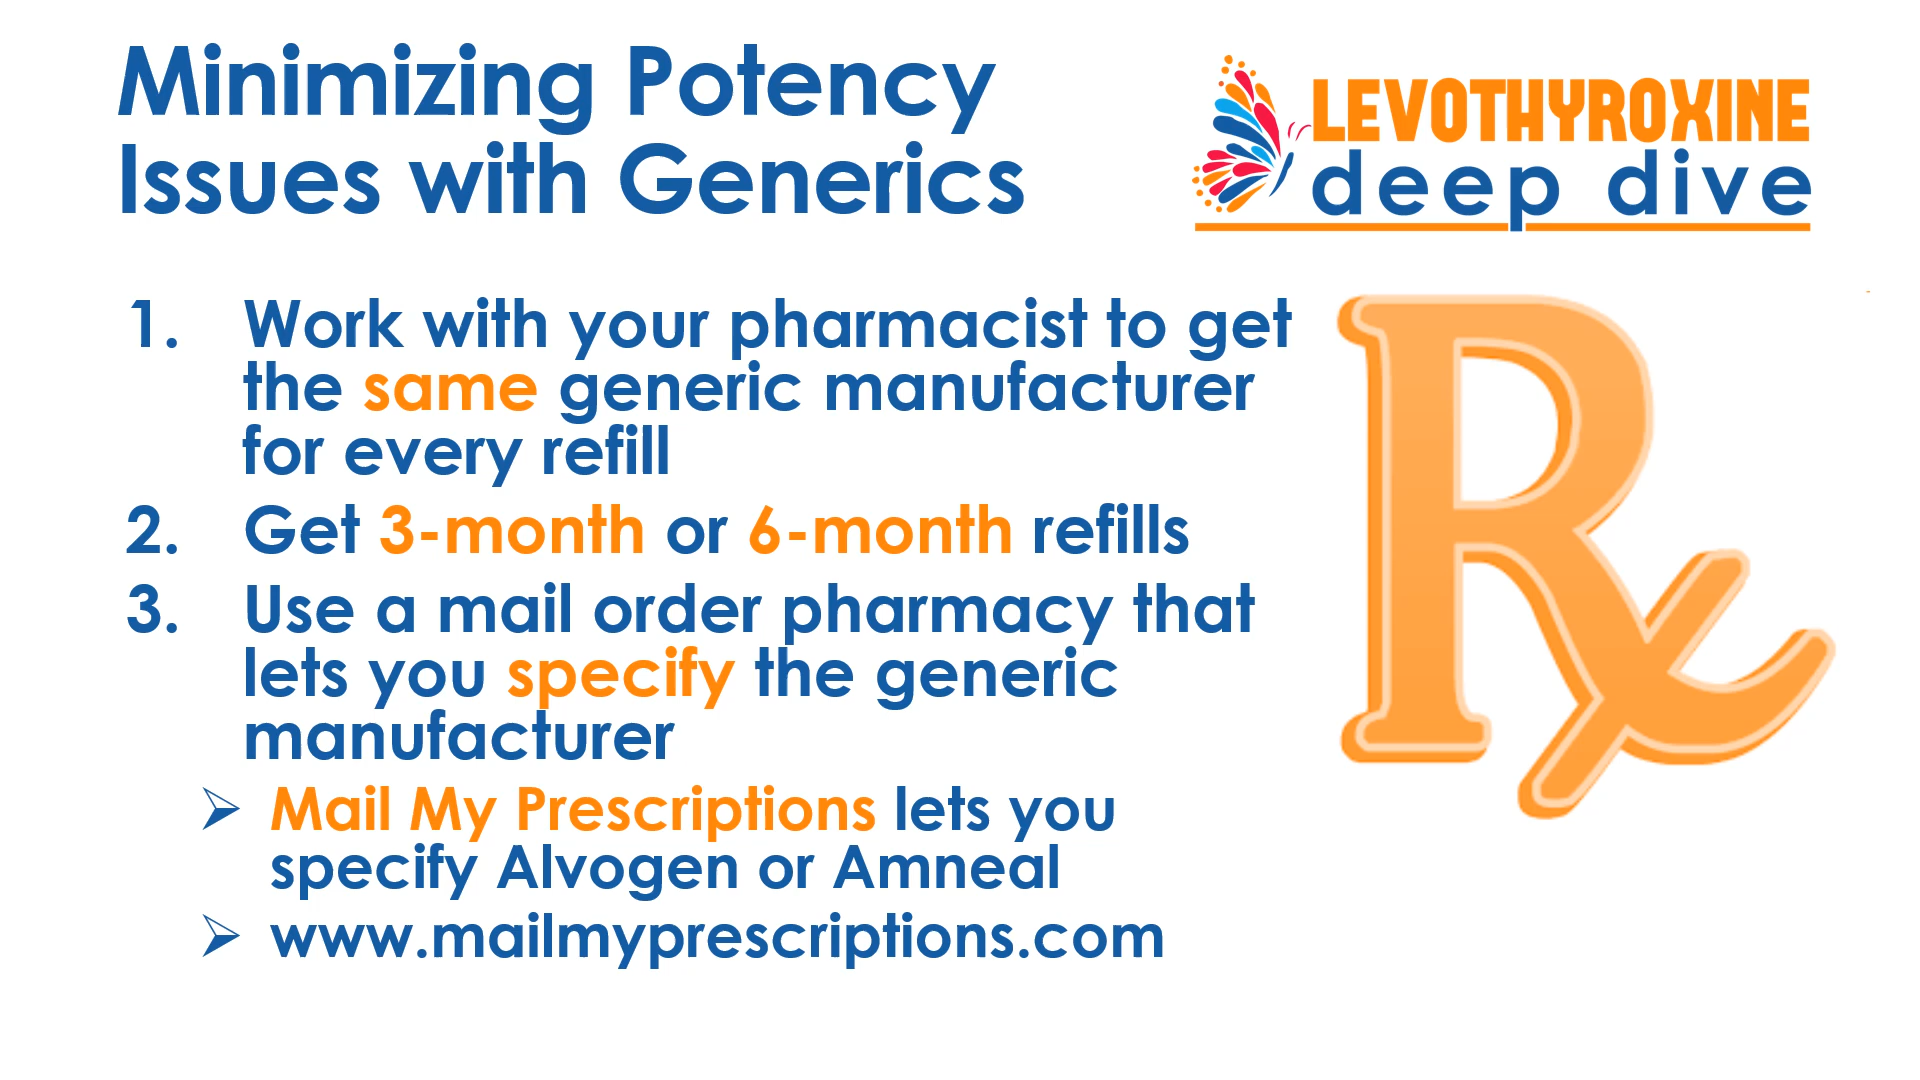 Minimizing Potency
Issues with Generics
LEVOTHYROXINE
deep dive
1. Work with your pharmacist to get
the same generic manufacturer
for every refill
2. Get 3-month or 6-month refills
3. Use a mail order pharmacy that
lets you specify the generic
manufacturer
➢ Mail My Prescriptions lets you
specify Alvogen or Amneal
➢ www.mailmyprescriptions.com
Rx